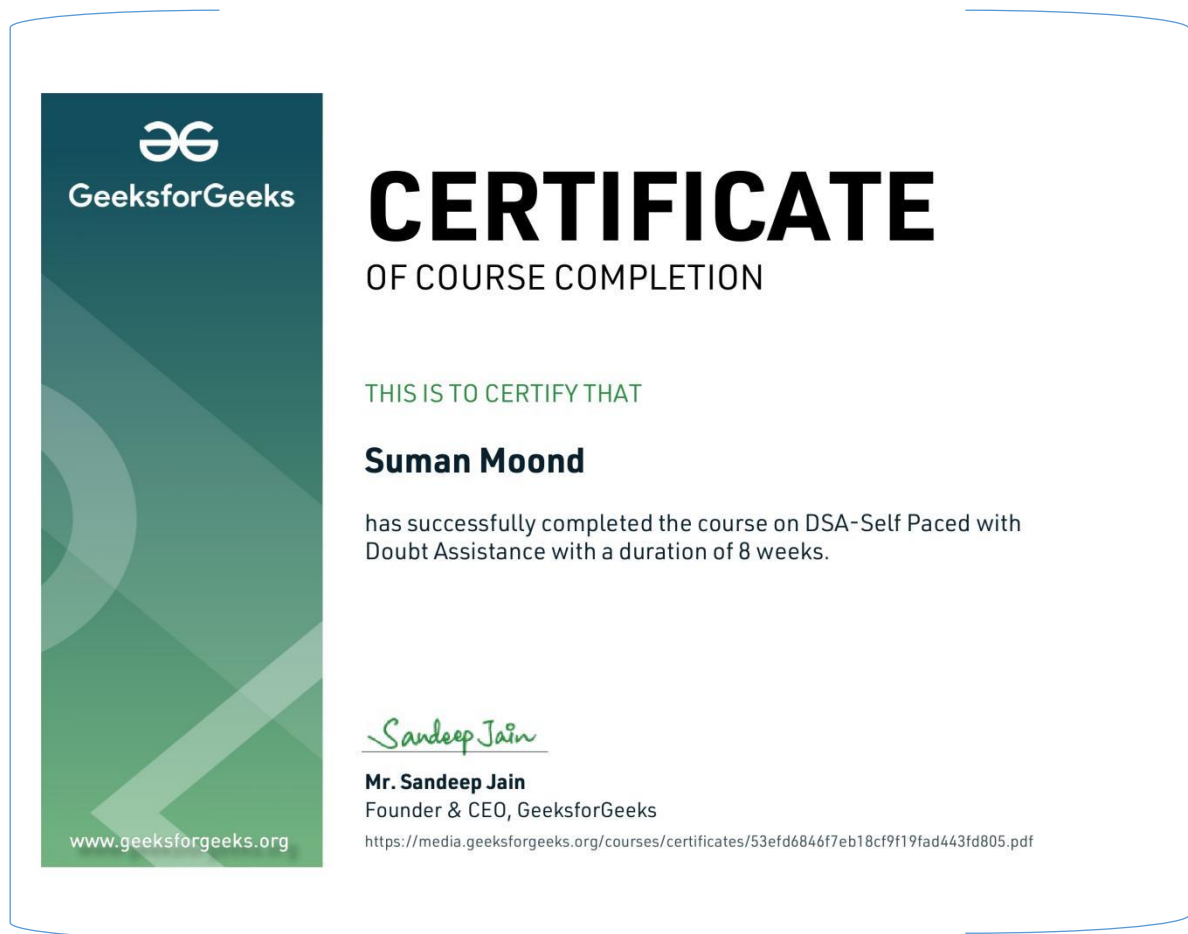 GeeksforGeeks
CERTIFICATE
OF COURSE COMPLETION
THIS IS TO CERTIFY THAT
Suman Moond
has successfully completed the course on DSA-Self Paced with
Doubt Assistance with a duration of 8 weeks.
Sandeep Jain
Mr. Sandeep Jain
Founder & CEO, GeeksforGeeks
https://media.geeksforgeeks.org/courses/certificates/53efd6846f7eb18cf9f19fad443fd805.pdf
www.geeksforgeeks.org